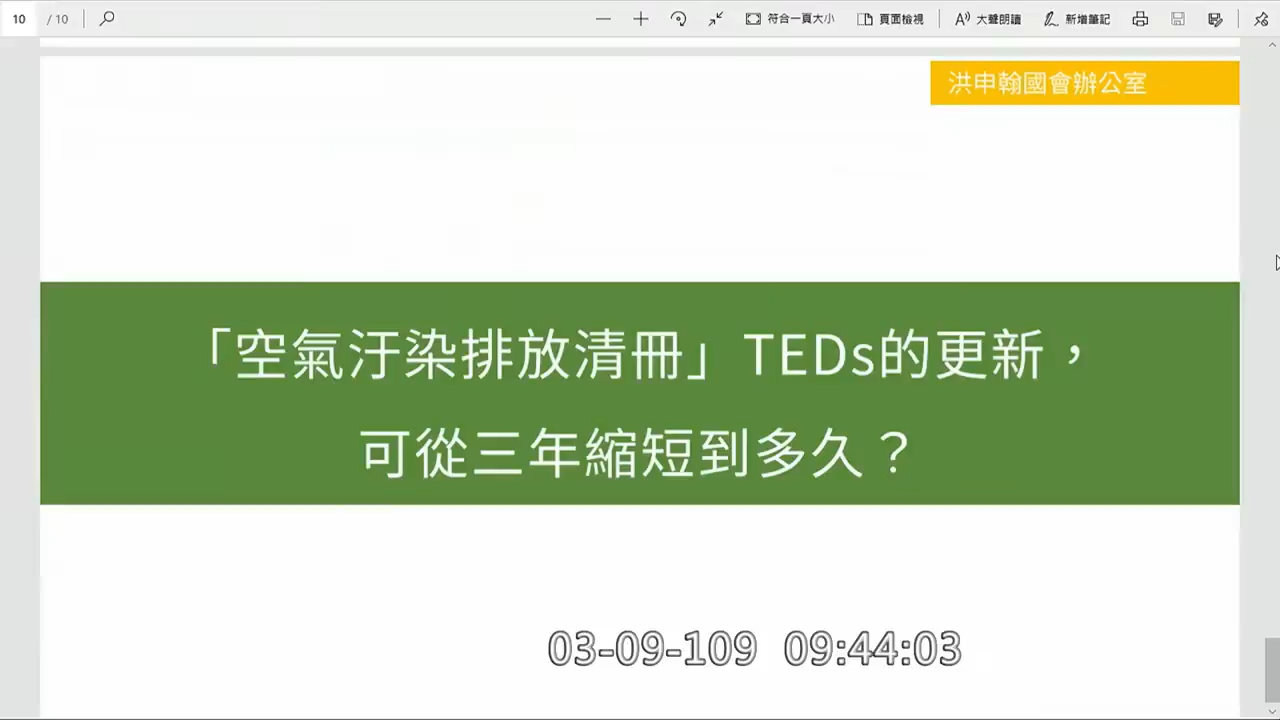 10 / 10 符合一頁大小 頁面檢視 A 大聲朗讀 新增筆記
洪申翰國會辦公室
「空氣汙染排放清冊」TEDs的更新，
可從三年縮短到多久？
03-09-109 09:44:03